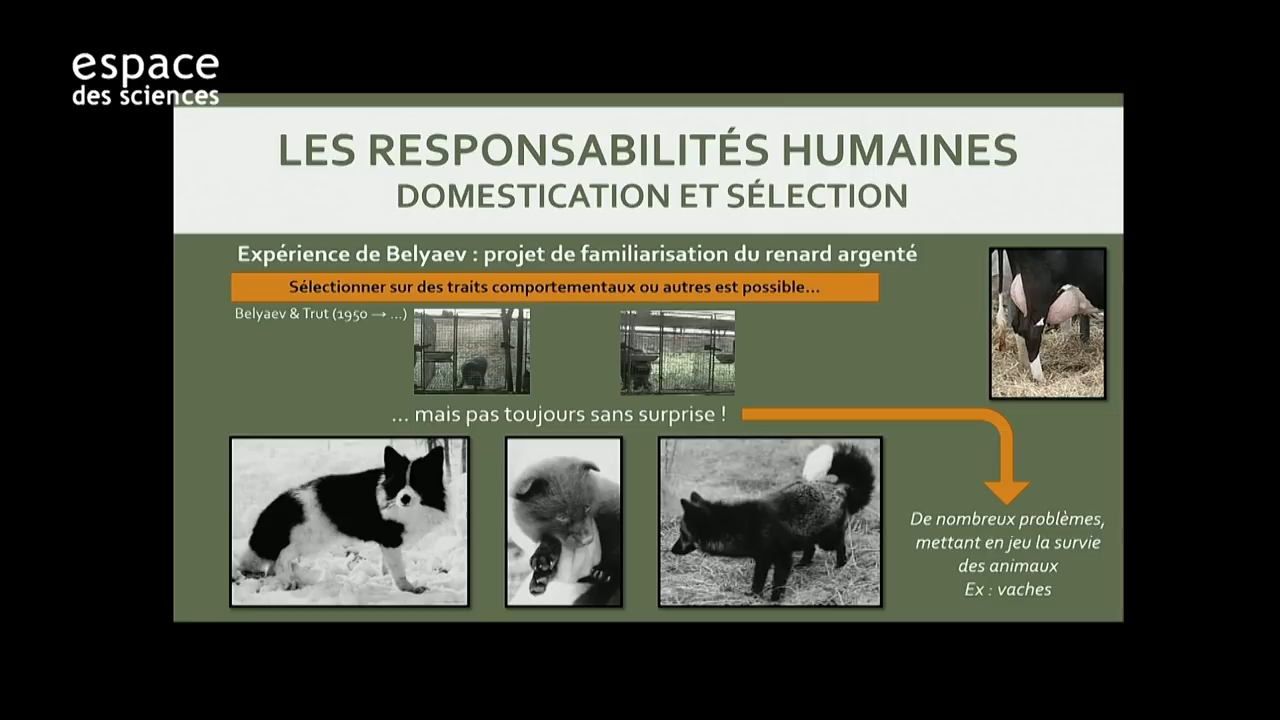 espace
des sciences
LES RESPONSABILITÉS HUMAINES
DOMESTICATION ET SÉLECTION
Expérience de Belyaev : projet de familiarisation du renard argenté
Sélectionner sur des traits comportementaux ou autres est possible...
Belyaev & Trut (1950 → ...)
... mais pas toujours sans surprise !
De nombreux problèmes,
mettant en jeu la survie
des animaux
Ex : vaches